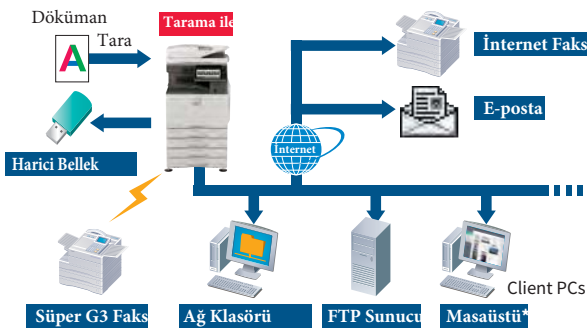 Döküman
Tara
A
Tarama ile
İnternet Faks
E-posta
İnternet
Harici Bellek
Client PCs
Süper G3 Faks
Ağ Klasörü
FTP Sunucu
Masaüstü*